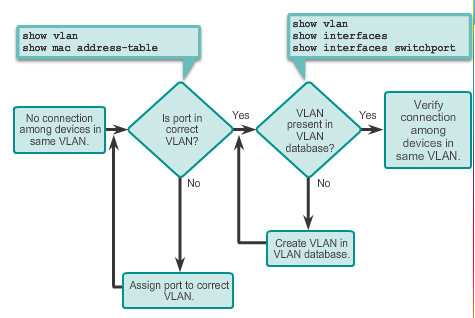 show vlan
show mac address-table
show vlan
show interfaces
show interfaces switchport
No connection
among devices in
same VLAN.
Is port in
correct
VLAN?
Yes
VLAN
present in
VLAN
database?
Yes
Verify
connection
among
devices in
same VLAN.
No
No
Create VLAN in
VLAN database.
Assign port to correct
VLAN.